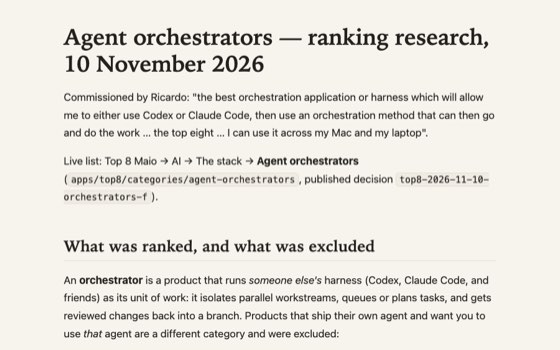 Agent orchestrators — ranking research,
10 November 2026
Commissioned by Ricardo: "the best orchestration application or harness which will allow
me to either use Codex or Claude Code, then use an orchestration method that can then go
and do the work ... the top eight ... I can use it across my Mac and my laptop".
Live list: Top 8 Maio → AI → The stack → Agent orchestrators
( apps/top8/categories/agent-orchestrators , published decision top8-2026-11-10-
orchestrators-f ).
What was ranked, and what was excluded
An orchestrator is a product that runs someone else's harness (Codex, Claude Code, and
friends) as its unit of work: it isolates parallel workstreams, queues or plans tasks, and gets
reviewed changes back into a branch. Products that ship their own agent and want you to
use that agent are a different category and were excluded: